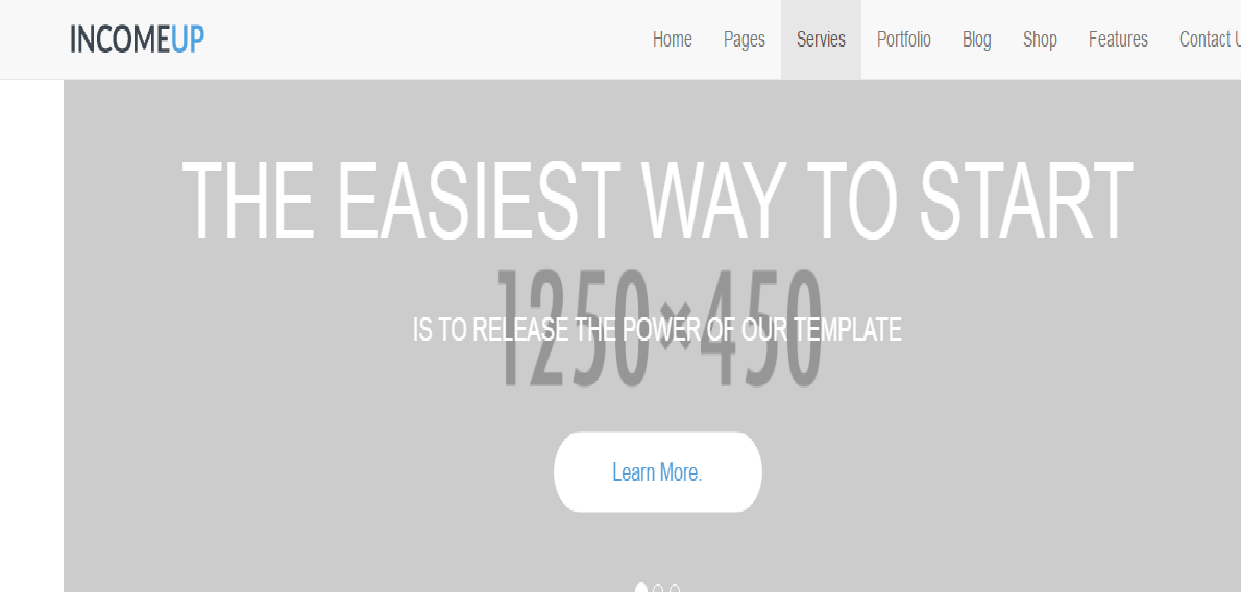 INCOMEUP Home Pages Servies Portfolio Blog Shop Features Contact U
THE EASIEST WAY TO START
1250×450
IS TO RELEASE THE POWER OF OUR TEMPLATE
Learn More.